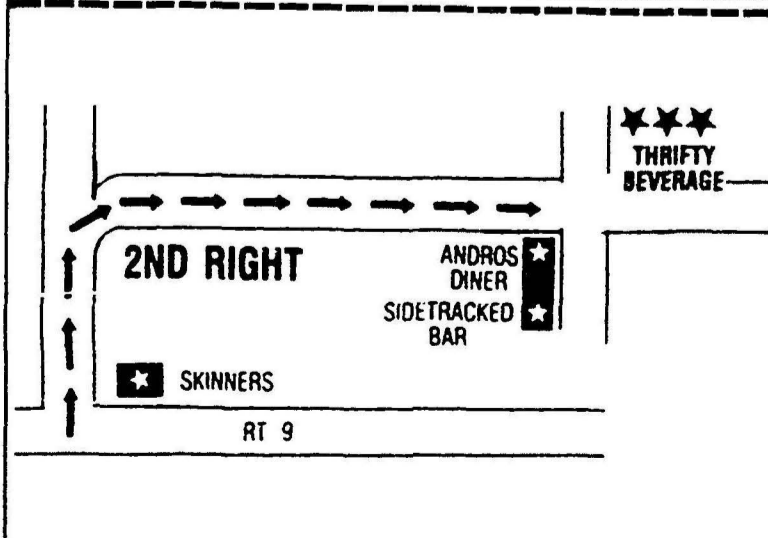 THRIFTY
BEVERAGE
2ND RIGHT
ANDROS
DINER
SIDETRACKED
BAR
SKINNERS
RT 9